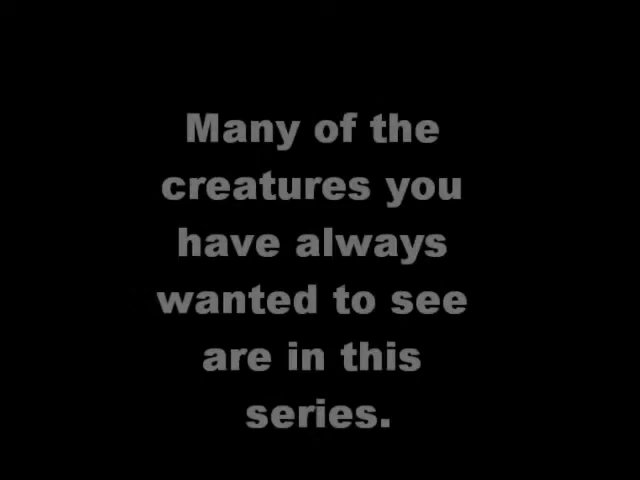 Many of the
creatures you
have always
wanted to see
are in this
series.